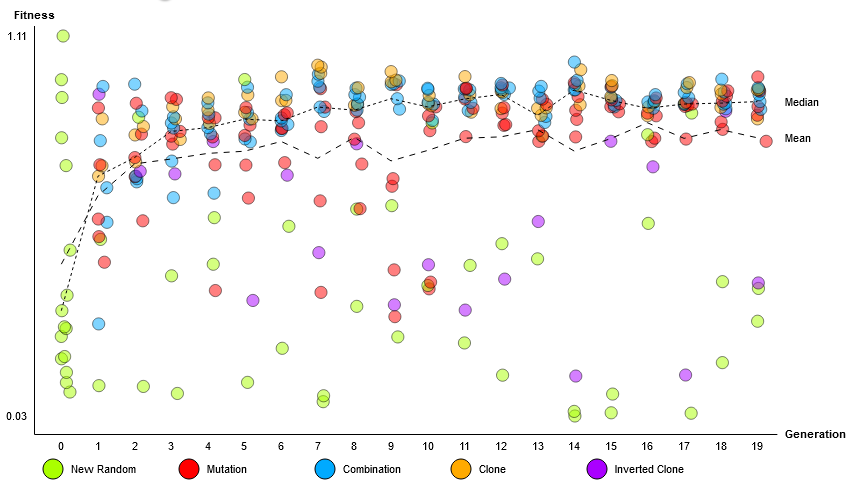 Fitness
1.11
Median
Mean
0.03
Generation
0 1 2 3 4 5 6 7 8 9 10 11 12 13 14 15 16 17 18 19
New Random Mutation Combination Clone Inverted Clone